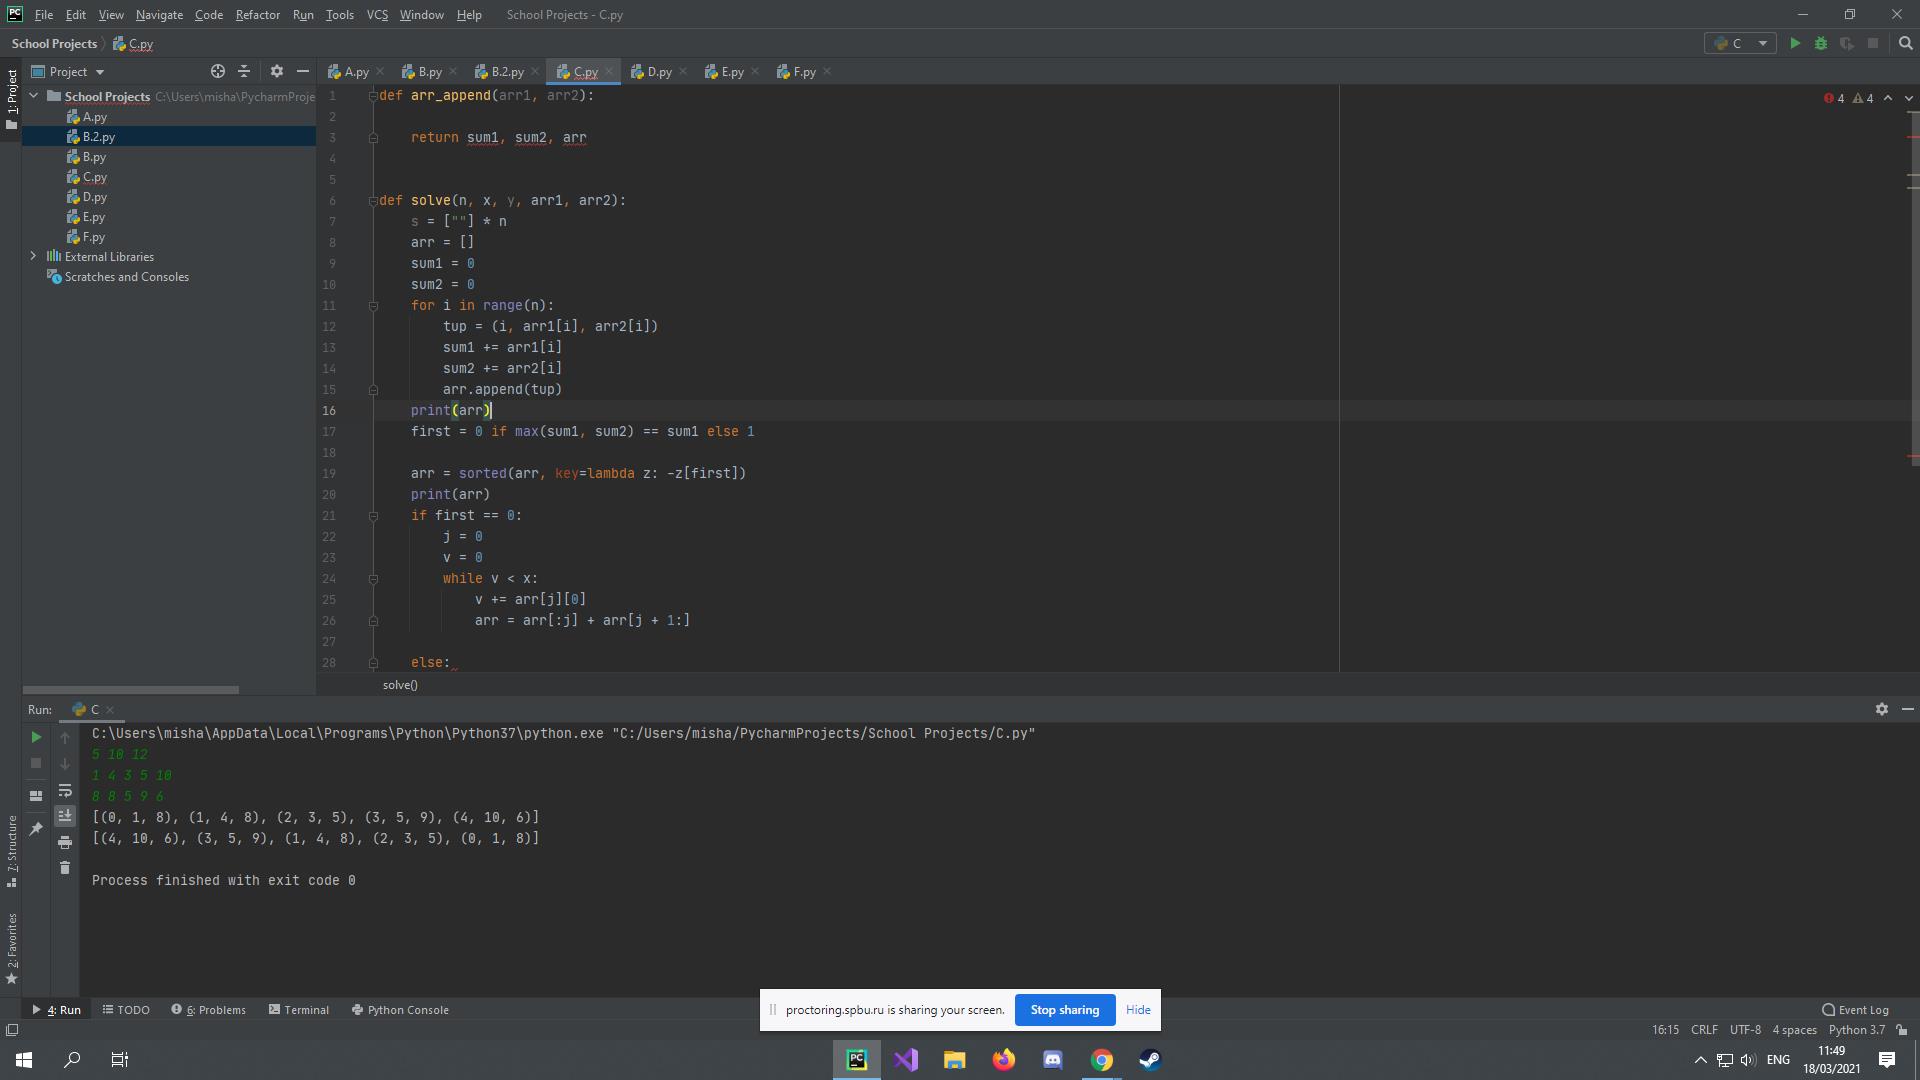 File Edit View Navigate Code Refactor Run Tools VCS Window Help School Projects - C.py
School Projects C.py C
Project
A.py B.py B.2.py C.py D.py E.py F.py
1: Project
School Projects C:\Users\misha\PycharmProje
A.py
B.2.py
B.py
C.py
D.py
E.py
F.py
External Libraries
Scratches and Consoles
4 4
1 def arr_append(arr1, arr2):
2
3 return sum1, sum2, arr
4
5
6 def solve(n, x, y, arr1, arr2):
7 s = [""] * n
8 arr = []
9 sum1 = 0
10 sum2 = 0
11 for i in range(n):
12 tup = (i, arr1[i], arr2[i])
13 sum1 += arr1[i]
14 sum2 += arr2[i]
15 arr.append(tup)
16 print(arr)
17 first = 0 if max(sum1, sum2) == sum1 else 1
18
19 arr = sorted(arr, key=lambda z: -z[first])
20 print(arr)
21 if first == 0:
22 j = 0
23 v = 0
24 while v < x:
25 v += arr[j][0]
26 arr = arr[:j] + arr[j + 1:]
27
28 else:
solve()
Run: C
C:\Users\misha\AppData\Local\Programs\Python\Python37\python.exe "C:/Users/misha/PycharmProjects/School Projects/C.py"
5 10 12
1 4 3 5 10
8 8 5 9 6
[(0, 1, 8), (1, 4, 8), (2, 3, 5), (3, 5, 9), (4, 10, 6)]
[(4, 10, 6), (3, 5, 9), (1, 4, 8), (2, 3, 5), (0, 1, 8)]
Process finished with exit code 0
7: Structure
2: Favorites
proctoring.spbu.ru is sharing your screen. Stop sharing Hide
4: Run TODO 6: Problems Terminal Python Console Event Log
16:15 CRLF UTF-8 4 spaces Python 3.7
PC ENG 11:49
18/03/2021